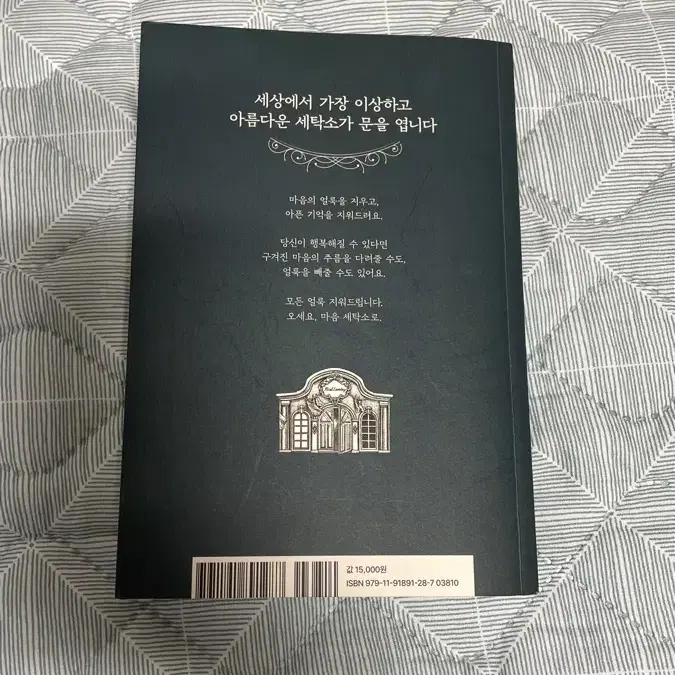 세상에서 가장 이상하고
아름다운 세탁소가 문을 엽니다
마음의 얼룩을 지우고,
아픈 기억을 지워드려요.
당신이 행복해질 수 있다면
구겨진 마음의 주름을 다려줄 수도,
얼룩을 빼줄 수도 있어요.
모든 얼룩 지워드립니다.
오세요, 마음 세탁소로.
값 15,000원
ISBN 979-11-91891-28-7 03810